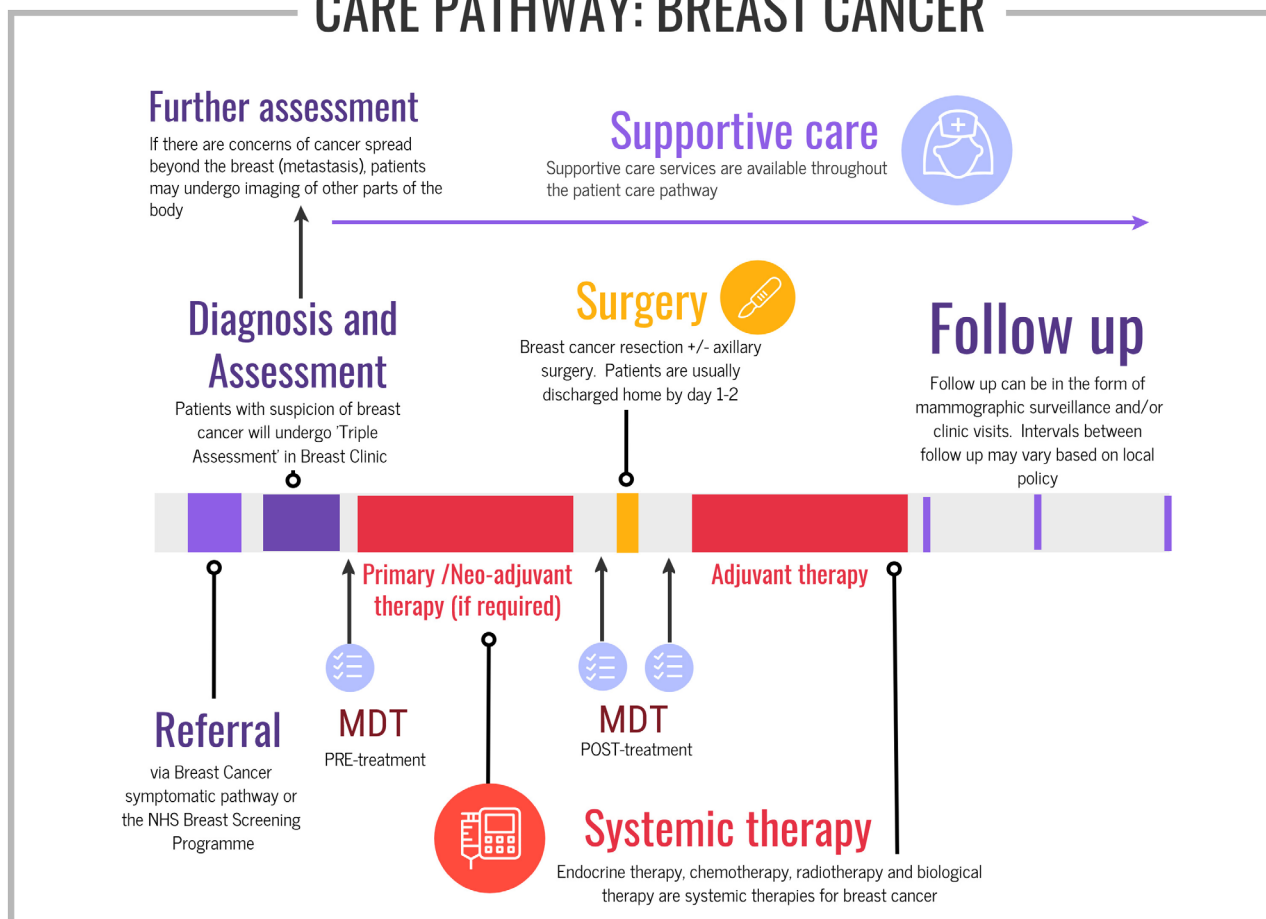 CARE PATHWAY: BREAST CANCER
Further assessment
If there are concerns of cancer spread
beyond the breast (metastasis), patients
may undergo imaging of other parts of the
body
Supportive care
Supportive care services are available throughout
the patient care pathway
Diagnosis and
Assessment
Patients with suspicion of breast
cancer will undergo 'Triple
Assessment' in Breast Clinic
Surgery
Breast cancer resection +/- axillary
surgery. Patients are usually
discharged home by day 1-2
Follow up
Follow up can be in the form of
mammographic surveillance and/or
clinic visits. Intervals between
follow up may vary based on local
policy
Primary /Neo-adjuvant
therapy (if required)
Adjuvant therapy
Referral
via Breast Cancer
symptomatic pathway or
the NHS Breast Screening
Programme
MDT
PRE-treatment
MDT
POST-treatment
Systemic therapy
Endocrine therapy, chemotherapy, radiotherapy and biological
therapy are systemic therapies for breast cancer